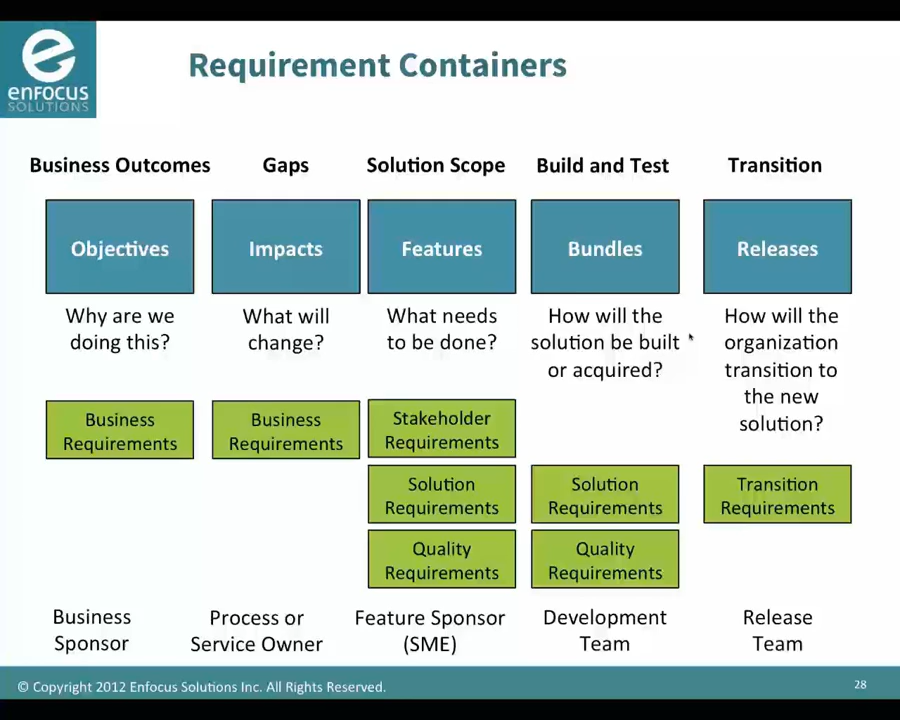 enfocus
SOLUTIONS
Requirement Containers
Business Outcomes
Gaps
Solution Scope
Build and Test
Transition
Objectives
Impacts
Features
Bundles
Releases
Why are we
doing this?
What will
change?
What needs
to be done?
How will the
solution be built
or acquired?
How will the
organization
transition to
the new
solution?
Business
Requirements
Business
Requirements
Stakeholder
Requirements
Solution
Requirements
Solution
Requirements
Transition
Requirements
Quality
Requirements
Quality
Requirements
Business
Sponsor
Process or
Service Owner
Feature Sponsor
(SME)
Development
Team
Release
Team
© Copyright 2012 Enfocus Solutions Inc. All Rights Reserved.
28